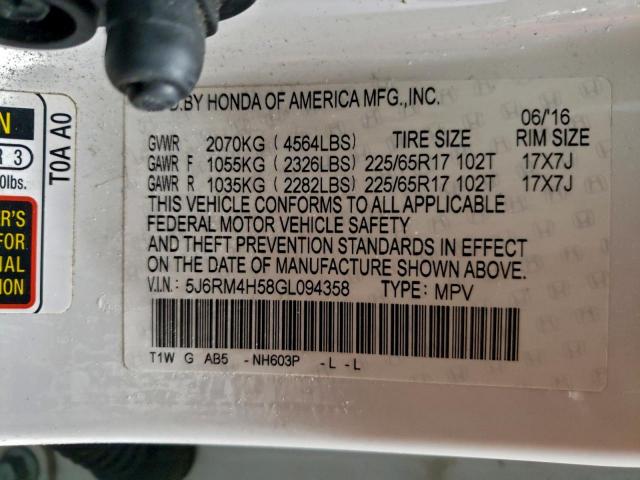 BY HONDA OF AMERICA MFG.,INC.
06/16
GVWR 2070KG ( 4564LBS) TIRE SIZE RIM SIZE
GAWR F 1055KG ( 2326LBS) 225/65R17 102T 17X7J
GAWR R 1035KG ( 2282LBS) 225/65R17 102T 17X7J
THIS VEHICLE CONFORMS TO ALL APPLICABLE
FEDERAL MOTOR VEHICLE SAFETY
AND THEFT PREVENTION STANDARDS IN EFFECT
ON THE DATE OF MANUFACTURE SHOWN ABOVE.
V.I.N.: 5J6RM4H58GL094358 TYPE: MPV
T1W G AB5 -NH603P -L -L
T0A A0
R 3
0lbs.
FOR